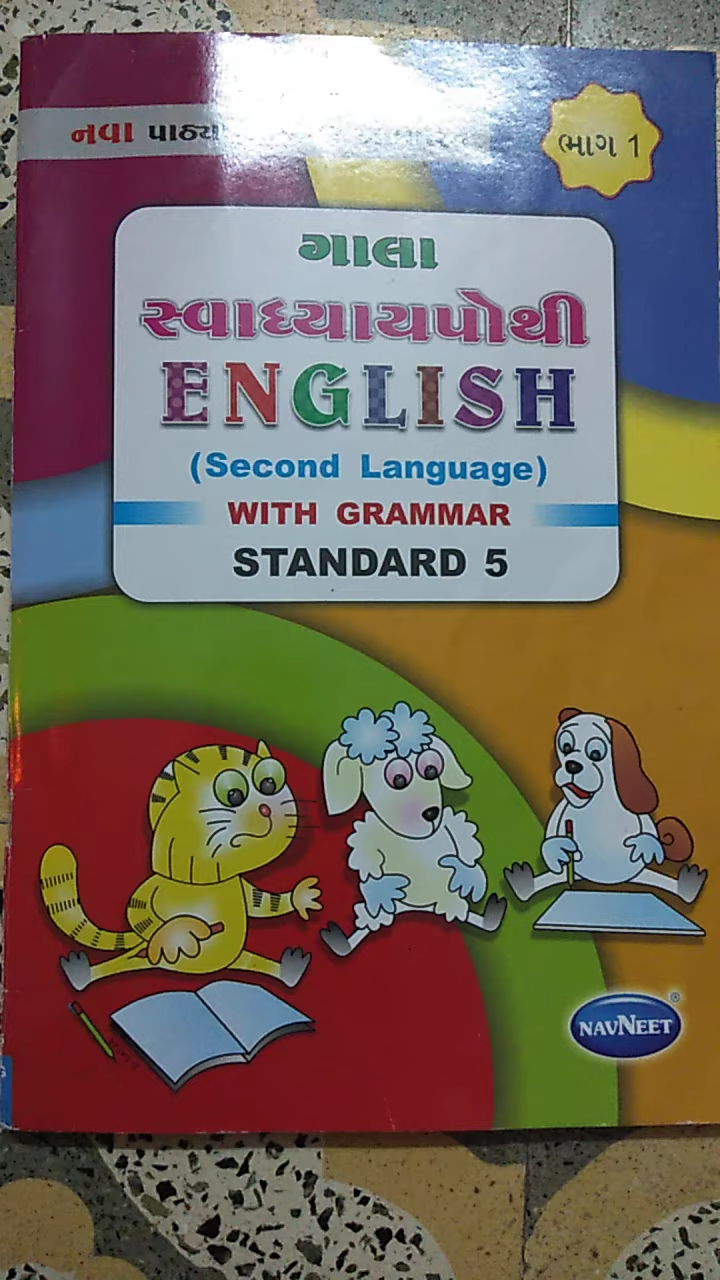 નવા પાઠ્ય
ભાગ 1
ગાલા
સ્વાધ્યાયપોથી
ENGLISH
(Second Language)
WITH GRAMMAR
STANDARD 5
NAVNEET
®